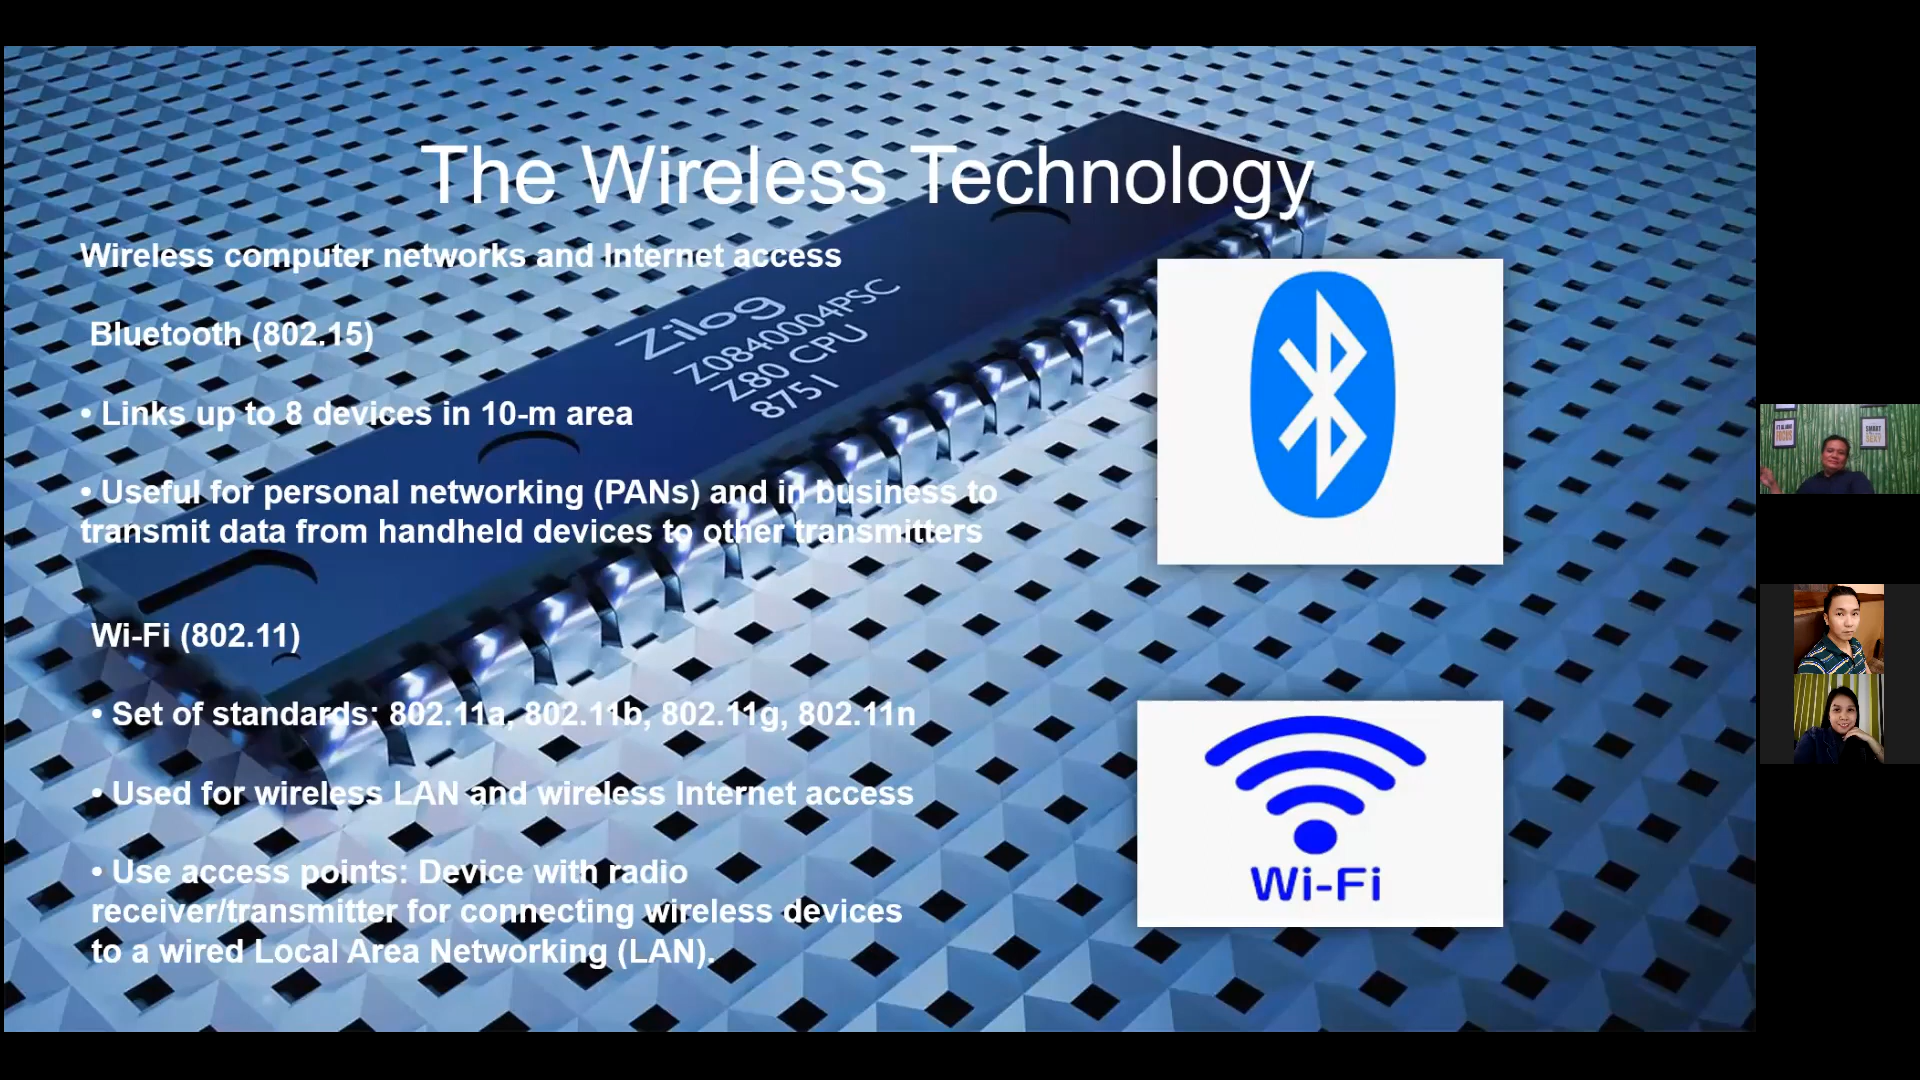 The Wireless Technology
Wireless computer networks and Internet access
Bluetooth (802.15)
• Links up to 8 devices in 10-m area
• Useful for personal networking (PANs) and in business to
transmit data from handheld devices to other transmitters
Wi-Fi (802.11)
• Set of standards: 802.11a, 802.11b, 802.11g, 802.11n
• Used for wireless LAN and wireless Internet access
• Use access points: Device with radio
receiver/transmitter for connecting wireless devices
to a wired Local Area Networking (LAN).
Zilog
Z0840004PSC
Z80 CPU
8751
Wi-Fi
FOCUS
SMART
SEXY